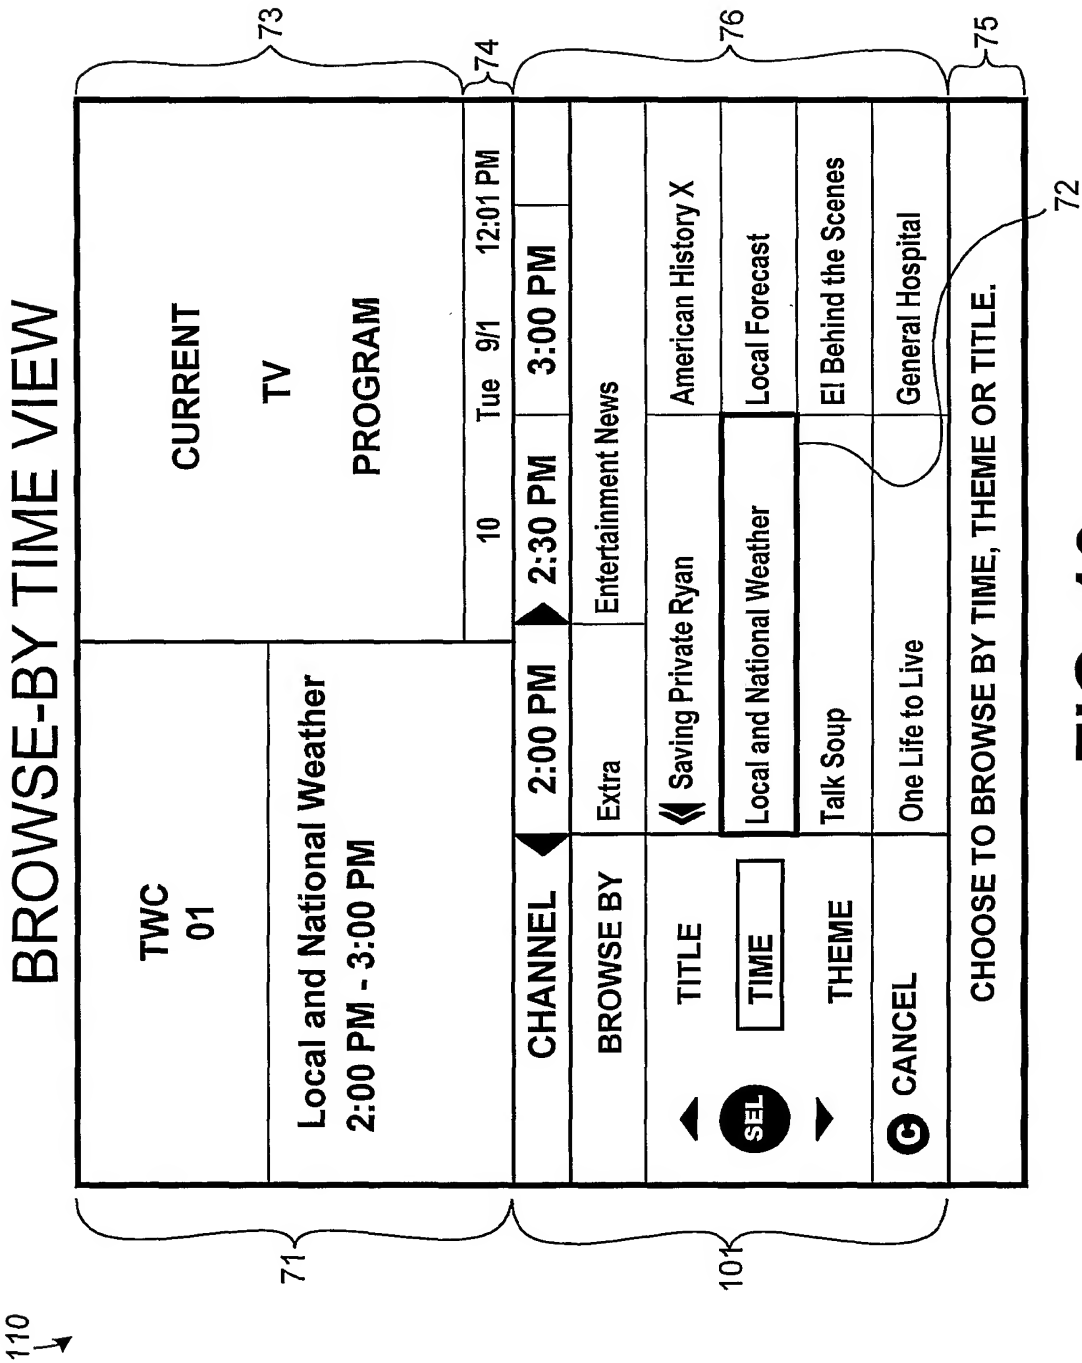 110
BROWSE-BY TIME VIEW
71
TWC
01
Local and National Weather
2:00 PM - 3:00 PM
CURRENT
TV
PROGRAM
73
10 Tue 9/1 12:01 PM
74
CHANNEL 2:00 PM 2:30 PM 3:00 PM
101
BROWSE BY Extra Entertainment News
76
TITLE Saving Private Ryan American History X
SEL TIME Local and National Weather Local Forecast
THEME Talk Soup E! Behind the Scenes
C CANCEL One Life to Live General Hospital
CHOOSE TO BROWSE BY TIME, THEME OR TITLE.
75
72